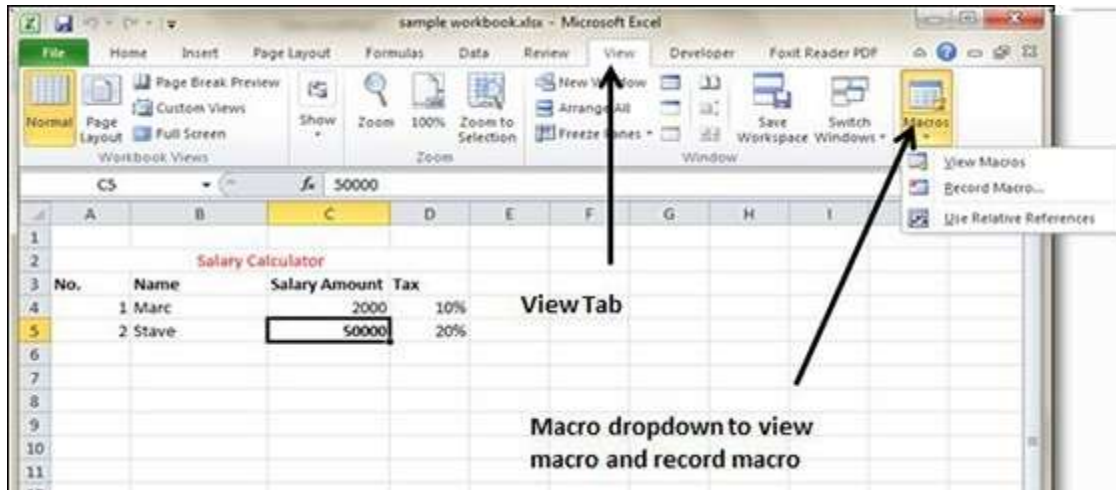 sample workbook.xlsx - Microsoft Excel
File Home Insert Page Layout Formulas Data Review View Developer Foxit Reader PDF
Normal
Page Layout
Page Break Preview
Custom Views
Full Screen
Workbook Views
Show
Zoom
100%
Zoom to Selection
Zoom
New Window
Arrange All
Freeze Panes
Save Workspace
Switch Windows
Window
Macros
View Macros
Record Macro...
Use Relative References
C5 fx 50000
A B C D E F G H I
1
2 Salary Calculator
3 No. Name Salary Amount Tax
4 1 Marc 2000 10%
5 2 Stave 50000 20%
6
7
8
9
10
11
View Tab
Macro dropdown to view
macro and record macro